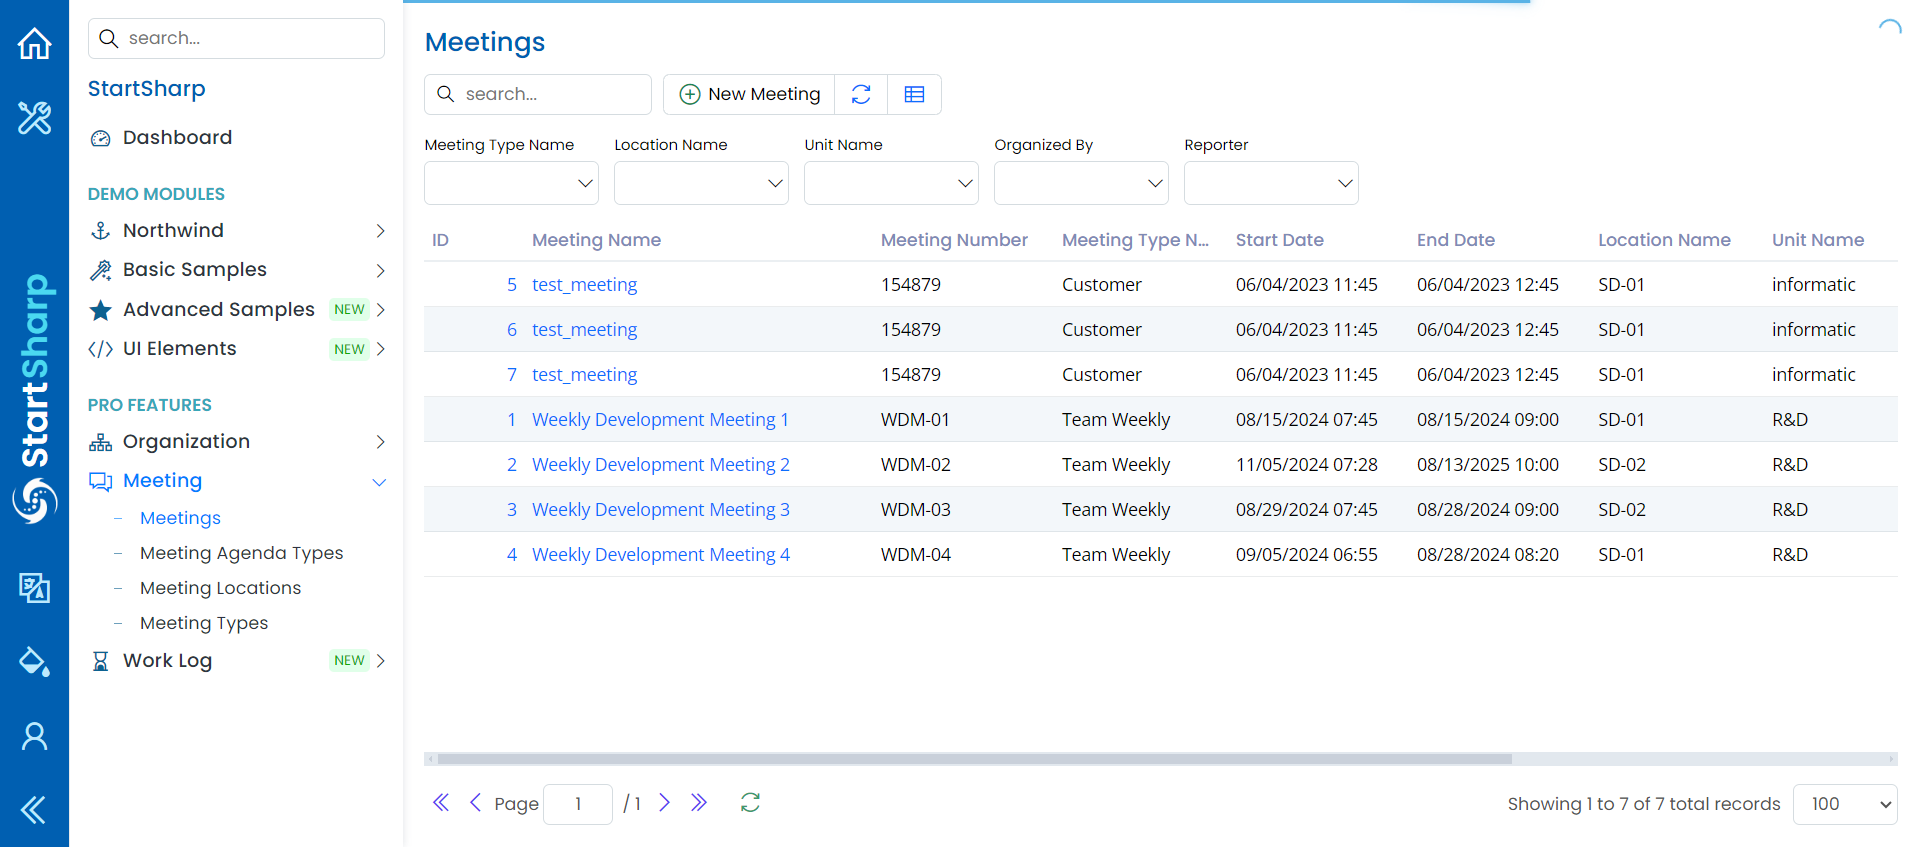 StartSharp
search...
StartSharp
Dashboard
DEMO MODULES
Northwind
Basic Samples
Advanced Samples NEW
UI Elements NEW
PRO FEATURES
Organization
Meeting
Meetings
Meeting Agenda Types
Meeting Locations
Meeting Types
Work Log NEW
Meetings
search... New Meeting
Meeting Type Name Location Name Unit Name Organized By Reporter
ID Meeting Name Meeting Number Meeting Type N... Start Date End Date Location Name Unit Name
5 test_meeting 154879 Customer 06/04/2023 11:45 06/04/2023 12:45 SD-01 informatic
6 test_meeting 154879 Customer 06/04/2023 11:45 06/04/2023 12:45 SD-01 informatic
7 test_meeting 154879 Customer 06/04/2023 11:45 06/04/2023 12:45 SD-01 informatic
1 Weekly Development Meeting 1 WDM-01 Team Weekly 08/15/2024 07:45 08/15/2024 09:00 SD-01 R&D
2 Weekly Development Meeting 2 WDM-02 Team Weekly 11/05/2024 07:28 08/13/2025 10:00 SD-02 R&D
3 Weekly Development Meeting 3 WDM-03 Team Weekly 08/29/2024 07:45 08/28/2024 09:00 SD-02 R&D
4 Weekly Development Meeting 4 WDM-04 Team Weekly 09/05/2024 06:55 08/28/2024 08:20 SD-01 R&D
Page 1 / 1 Showing 1 to 7 of 7 total records 100